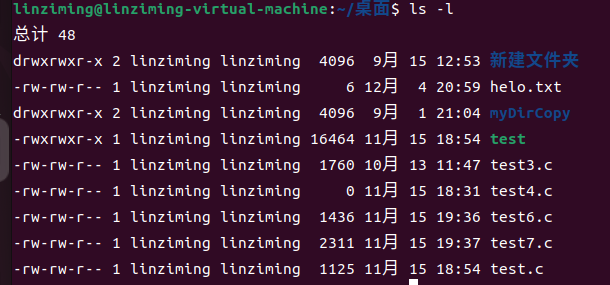 linziming@linziming-virtual-machine:~/桌面$ ls -l
总计 48
drwxrwxr-x 2 linziming linziming  4096  9月 15 12:53 新建文件夹
-rw-rw-r-- 1 linziming linziming     6 12月  4 20:59 helo.txt
drwxrwxr-x 2 linziming linziming  4096  9月  1 21:04 myDirCopy
-rwxrwxr-x 1 linziming linziming 16464 11月 15 18:54 test
-rw-rw-r-- 1 linziming linziming  1760 10月 13 11:47 test3.c
-rw-rw-r-- 1 linziming linziming     0 11月 15 18:31 test4.c
-rw-rw-r-- 1 linziming linziming  1436 11月 15 19:36 test6.c
-rw-rw-r-- 1 linziming linziming  2311 11月 15 19:37 test7.c
-rw-rw-r-- 1 linziming linziming  1125 11月 15 18:54 test.c